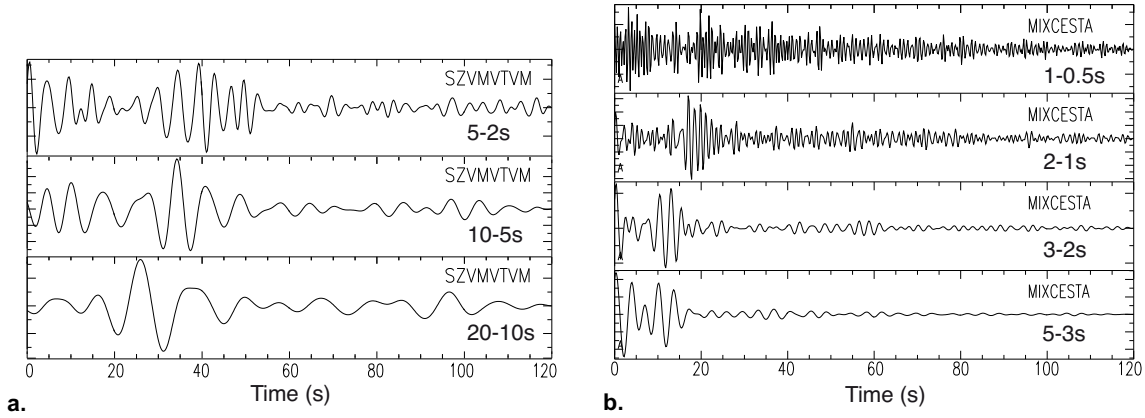 SZVMVTVM
5-2s
SZVMVTVM
10-5s
SZVMVTVM
20-10s
0 20 40 60 80 100 120
Time (s)
a.
b.
MIXCESTA
1-0.5s
MIXCESTA
2-1s
MIXCESTA
3-2s
MIXCESTA
5-3s
0 20 40 60 80 100 120
Time (s)